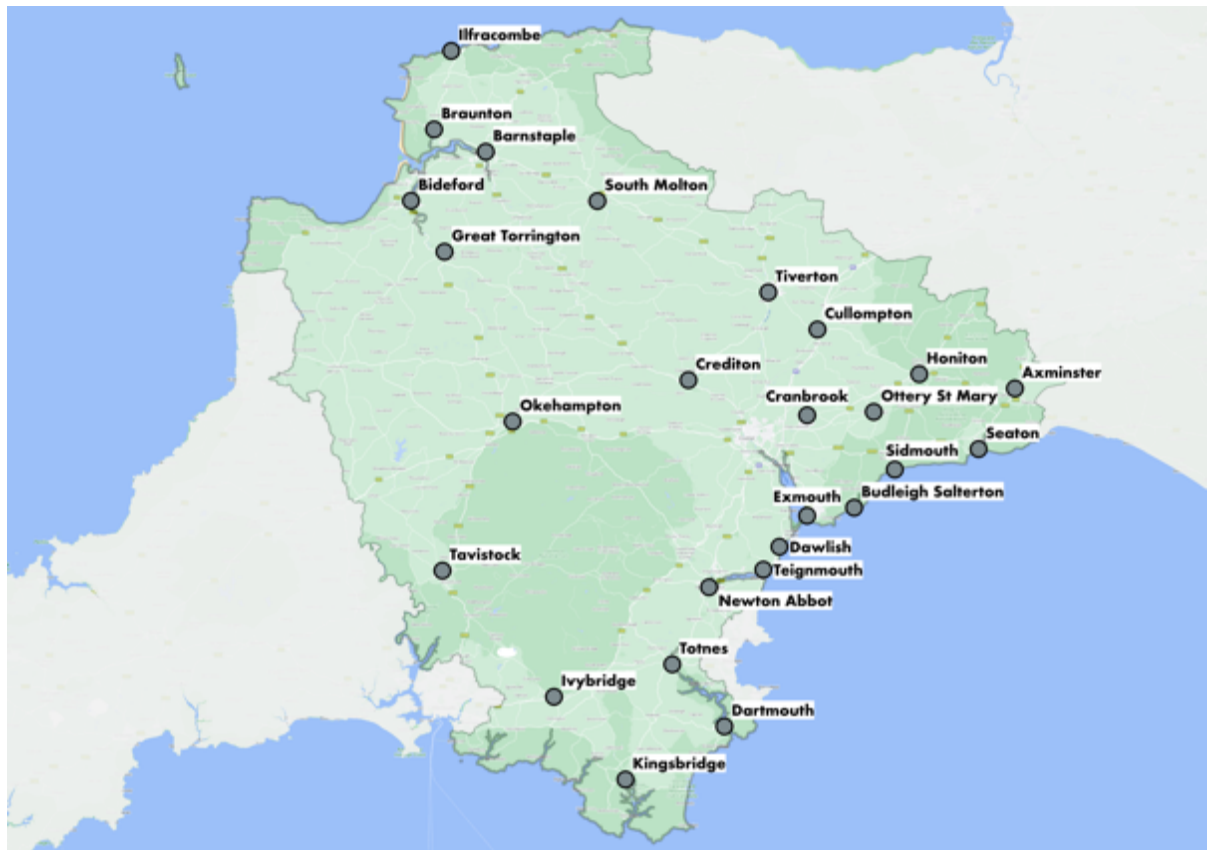 Ilfracombe
Braunton
Barnstaple
Bideford
South Molton
Great Torrington
Tiverton
Cullompton
Honiton
Crediton
Axminster
Cranbrook
Ottery St Mary
Okehampton
Seaton
Sidmouth
Exmouth
Budleigh Salterton
Dawlish
Tavistock
Teignmouth
Newton Abbot
Totnes
Ivybridge
Dartmouth
Kingsbridge